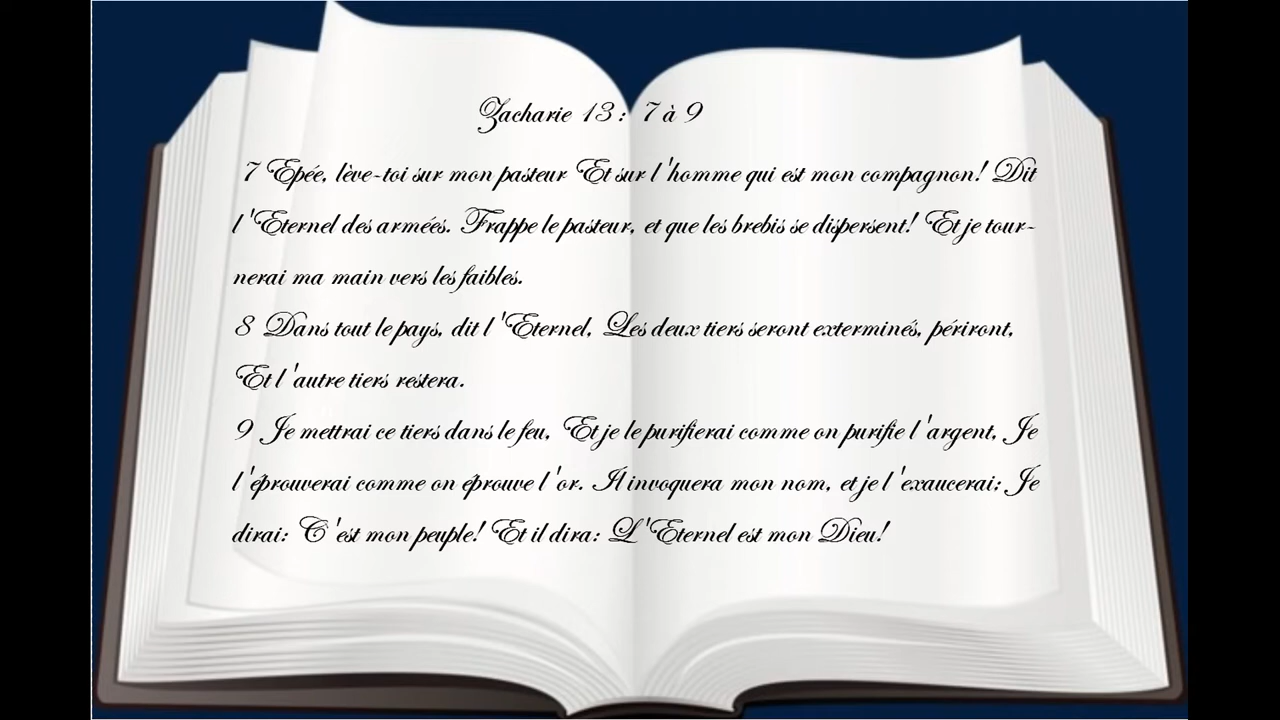 Zacharie 13 : 7 à 9
7 Epée, lève-toi sur mon pasteur Et sur l'homme qui est mon compagnon! Dit
l'Eternel des armées. Frappe le pasteur, et que les brebis se dispersent! Et je tour-
nerai ma main vers les faibles.
8 Dans tout le pays, dit l'Eternel, Les deux tiers seront exterminés, périront,
Et l'autre tiers restera.
9 Je mettrai ce tiers dans le feu, Et je le purifierai comme on purifie l'argent, Je
l'éprouverai comme on éprouve l'or. Il invoquera mon nom, et je l'exaucerai; Je
dirai: C'est mon peuple! Et il dira: L'Eternel est mon Dieu!